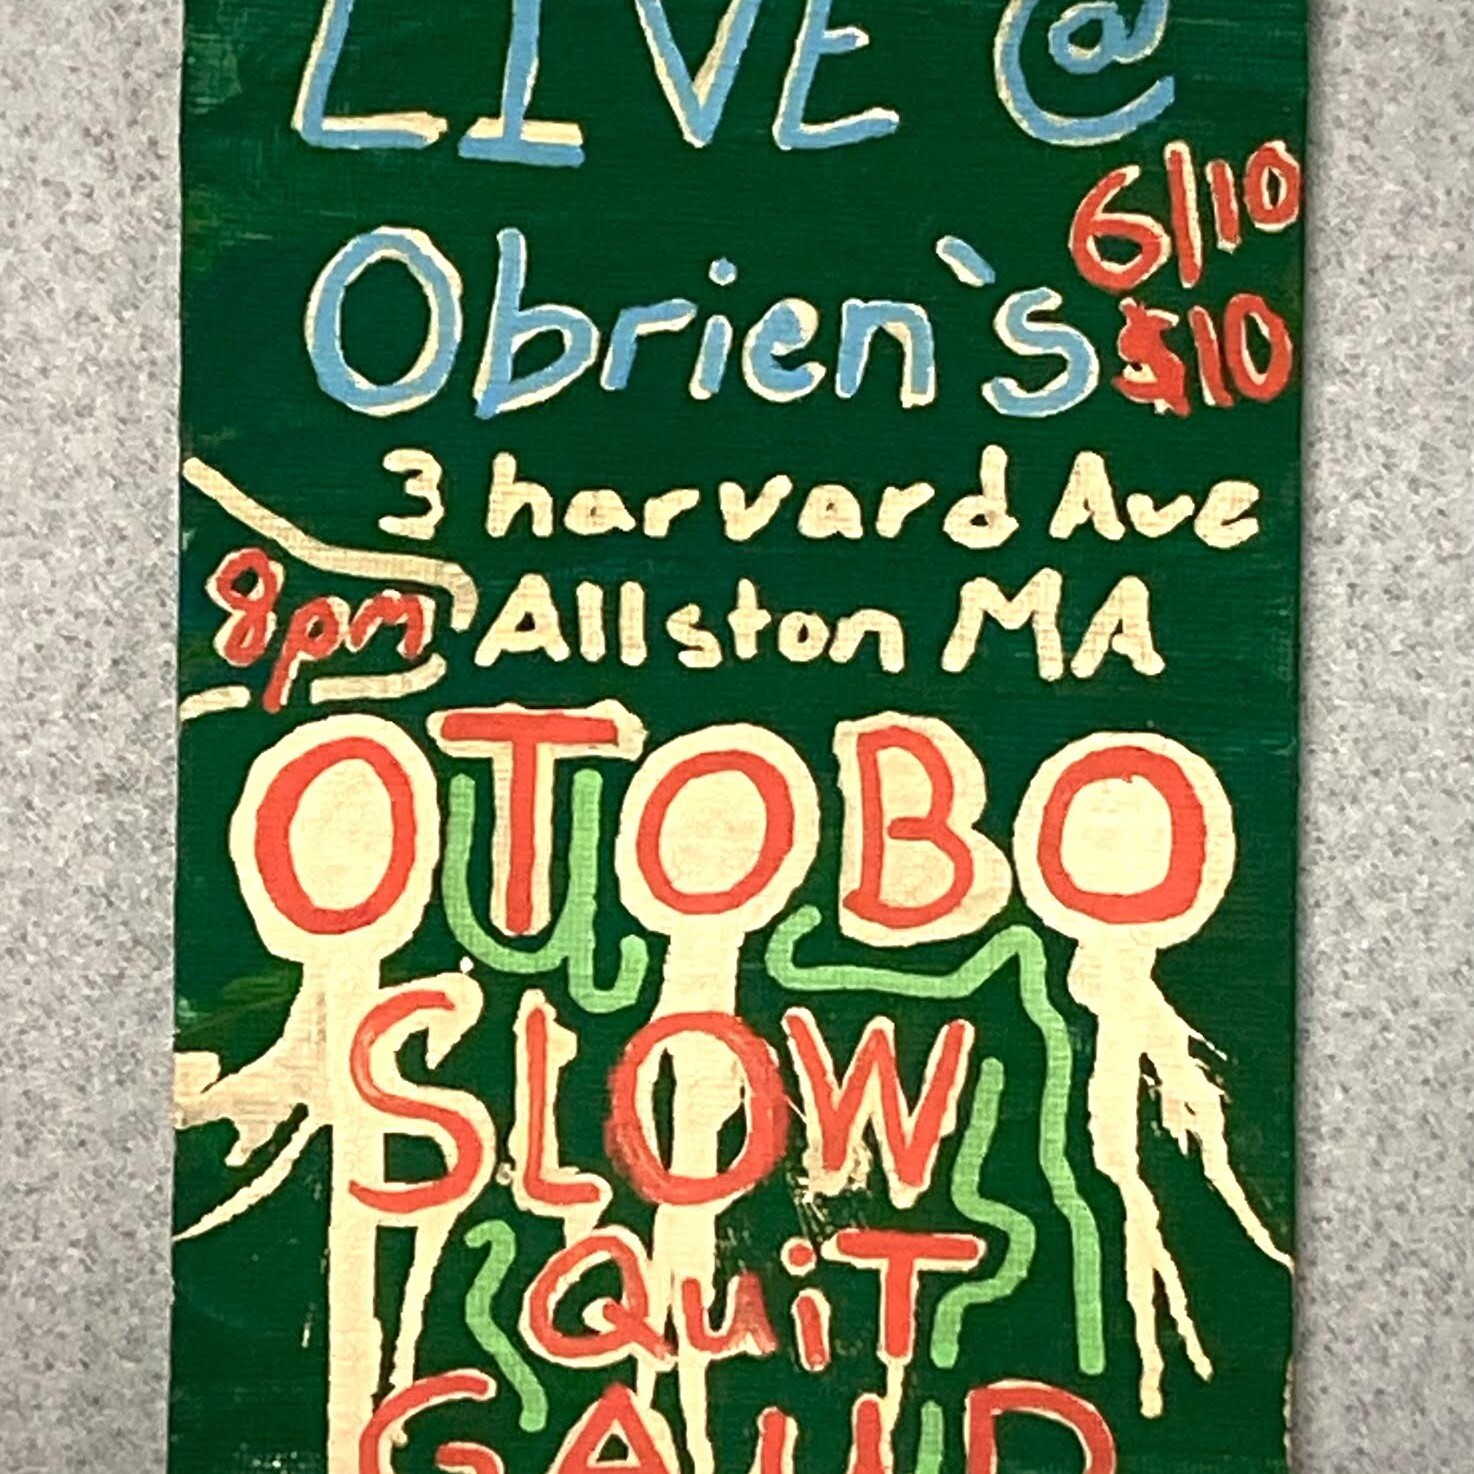 LIVE @
6/10
Obrien`s
$10
3 harvard Ave
8pm
Allston MA
OTOBO
SLOW
QuiT